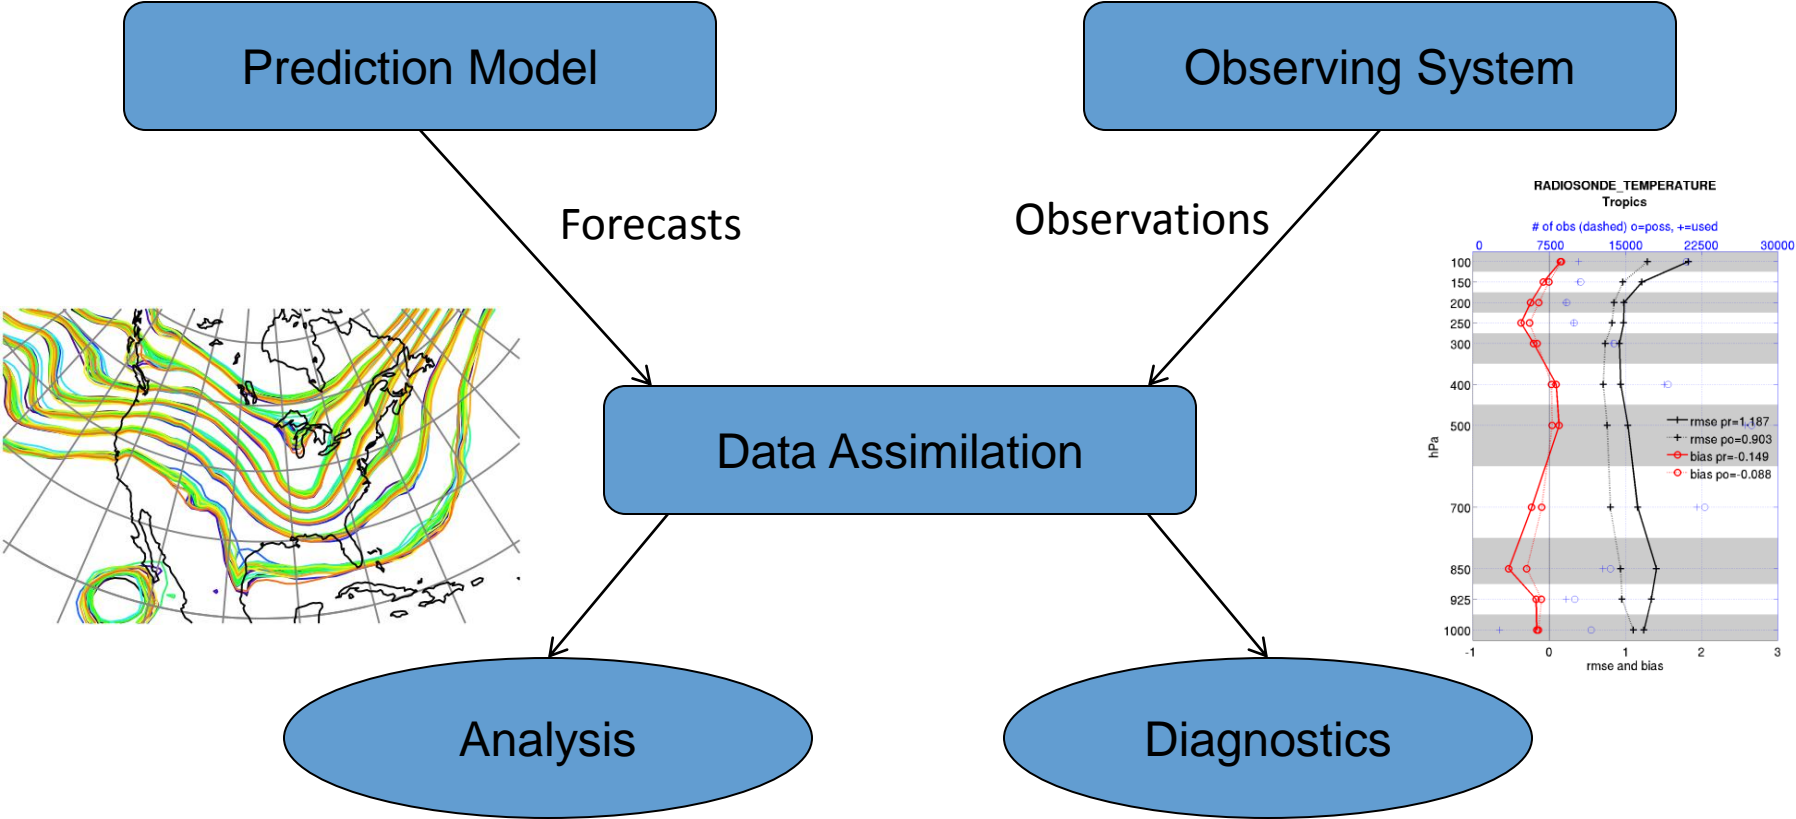 Prediction Model
Observing System
Forecasts
Observations
RADIOSONDE_TEMPERATURE
Tropics
# of obs (dashed) o=poss, +=used
0 7500 15000 22500 30000
100
150
200
250
300
400
500
700
850
925
1000
hPa
rmse pr=1.187
rmse po=0.903
bias pr=-0.149
bias po=-0.088
-1 0 1 2 3
rmse and bias
Data Assimilation
Analysis
Diagnostics